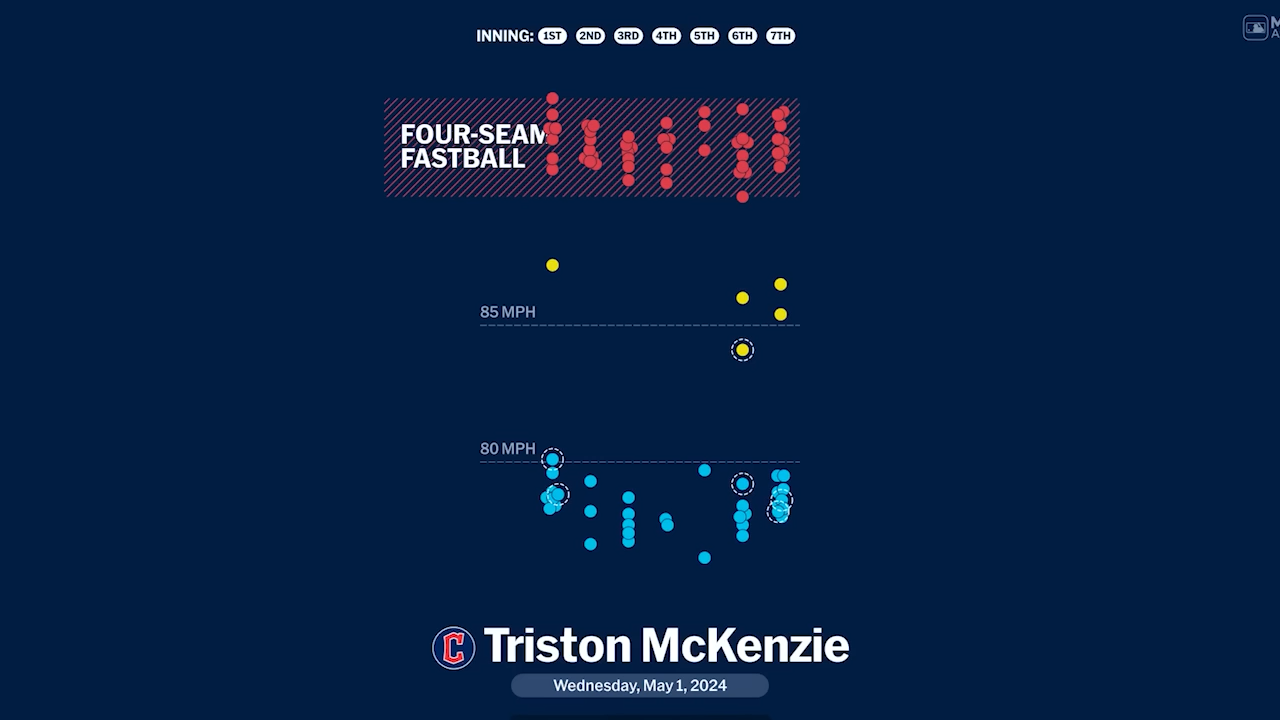 INNING: 1ST 2ND 3RD 4TH 5TH 6TH 7TH
FOUR-SEAM
FASTBALL
85 MPH
80 MPH
C Triston McKenzie
Wednesday, May 1, 2024